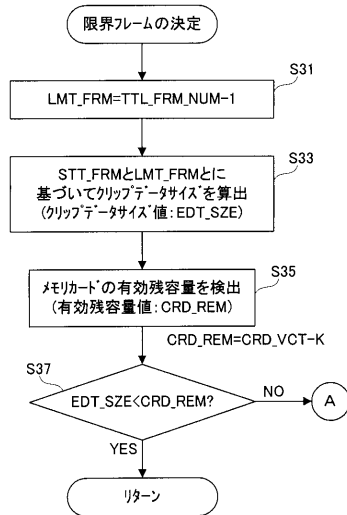 限界フレームの決定
S31
LMT_FRM=TTL_FRM_NUM-1
S33
STT_FRMとLMT_FRMとに
基づいてクリップデータサイズを算出
(クリップデータサイズ値:EDT_SZE)
S35
メモリカードの有効残容量を検出
(有効残容量値:CRD_REM)
CRD_REM=CRD_VCT-K
S37
EDT_SZE<CRD_REM?
NO
A
YES
リターン